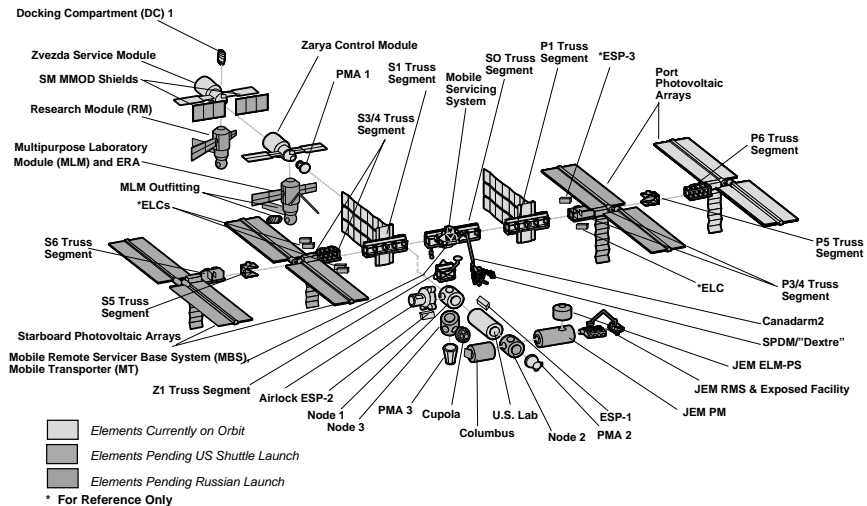 Docking Compartment (DC) 1
Zvezda Service Module
SM MMOD Shields
Research Module (RM)
Multipurpose Laboratory
Module (MLM) and ERA
MLM Outfitting
*ELCs
S6 Truss
Segment
S5 Truss
Segment
Starboard Photovoltaic Arrays
Mobile Remote Servicer Base System (MBS),
Mobile Transporter (MT)
Zarya Control Module
PMA 1
S3/4 Truss
Segment
S1 Truss
Segment
Mobile
Servicing
System
SO Truss
Segment
P1 Truss
Segment
*ESP-3
Port
Photovoltaic
Arrays
P6 Truss
Segment
P5 Truss
Segment
*ELC
P3/4 Truss
Segment
Canadarm2
SPDM/"Dextre"
JEM ELM-PS
JEM RMS & Exposed Facility
JEM PM
Z1 Truss Segment
Airlock ESP-2
Node 1
Node 3
PMA 3
Cupola
Columbus
U.S. Lab
Node 2
ESP-1
PMA 2
Elements Currently on Orbit
Elements Pending US Shuttle Launch
Elements Pending Russian Launch
* For Reference Only